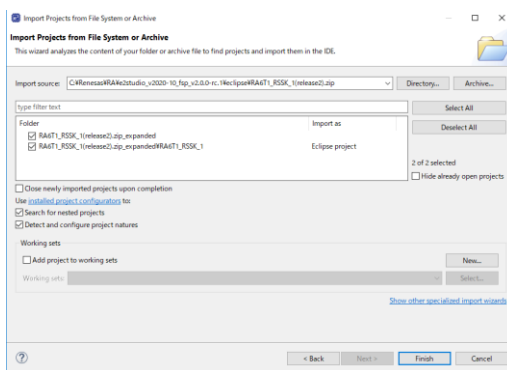 Import Projects from File System or Archive
Import Projects from File System or Archive
This wizard analyzes the content of your folder or archive file to find projects and import them in the IDE.
Import source: C:¥Renesas¥RA¥e2studio_v2020-10_fsp_v2.0.0-rc.1¥eclipse¥RA6T1_RSSK_1(release2).zip Directory... Archive...
type filter text Select All
Folder Import as Deselect All
RA6T1_RSSK_1(release2).zip_expanded
RA6T1_RSSK_1(release2).zip_expanded¥RA6T1_RSSK_1 Eclipse project
2 of 2 selected
Hide already open projects
Close newly imported projects upon completion
Use installed project configurators to:
Search for nested projects
Detect and configure project natures
Working sets
Add project to working sets New...
Working sets: Select...
Show other specialized import wizards
? < Back Next > Finish Cancel